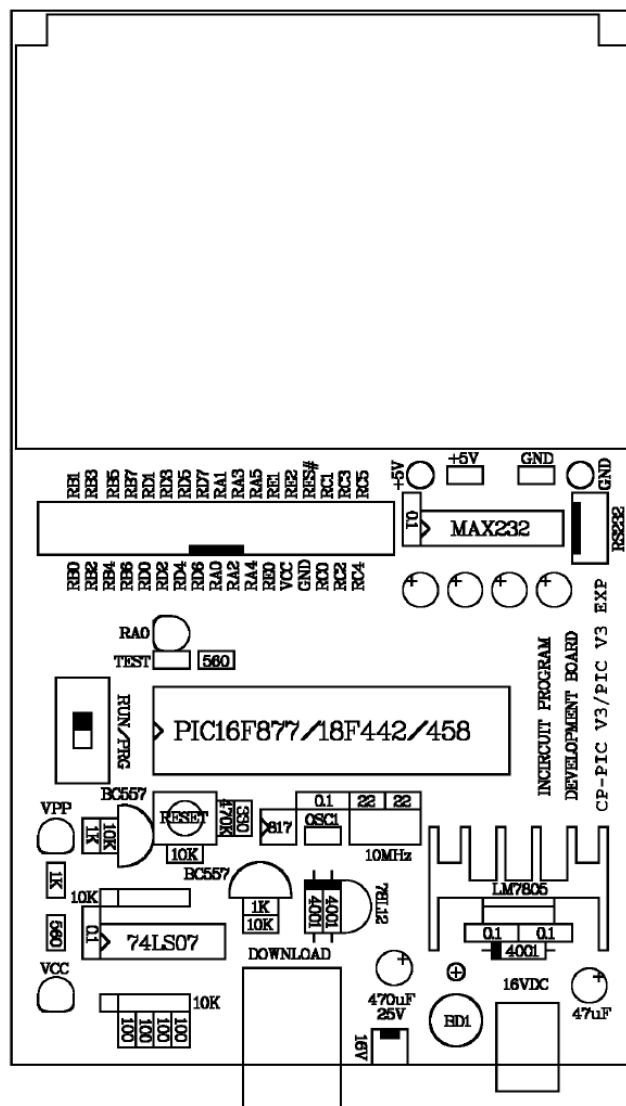 +5V
+5V
GND
GND
RB1 RB3 RB5 RB7 RD1 RD3 RD5 RD7 RA1 RA3 RA5 RE1 RE2 RES# RC1 RC3 RC5
0.1
MAX232
RS232
RB0 RB2 RB4 RB6 RD0 RD2 RD4 RD6 RA0 RA2 RA4 RE0 VCC GND RC0 RC2 RC4
RA0
TEST
560
INCIRCUIT PROGRAM
DEVELOPMENT BOARD
CP-PIC V3/PIC V3 EXP
RUN/PRG
PIC16F877/18F442/458
BC557
VPP
1K
10K
RESET
470K
330
10K
0.1
22
22
817
OSC1
10MHz
BC557
1K
10K
4001
4001
78L12
LM7805
0.1
0.1
4001
1K
10K
560
0.1
74LS07
DOWNLOAD
VCC
10K
100
100
100
100
470uF
25V
16V
BD1
16VDC
47uF